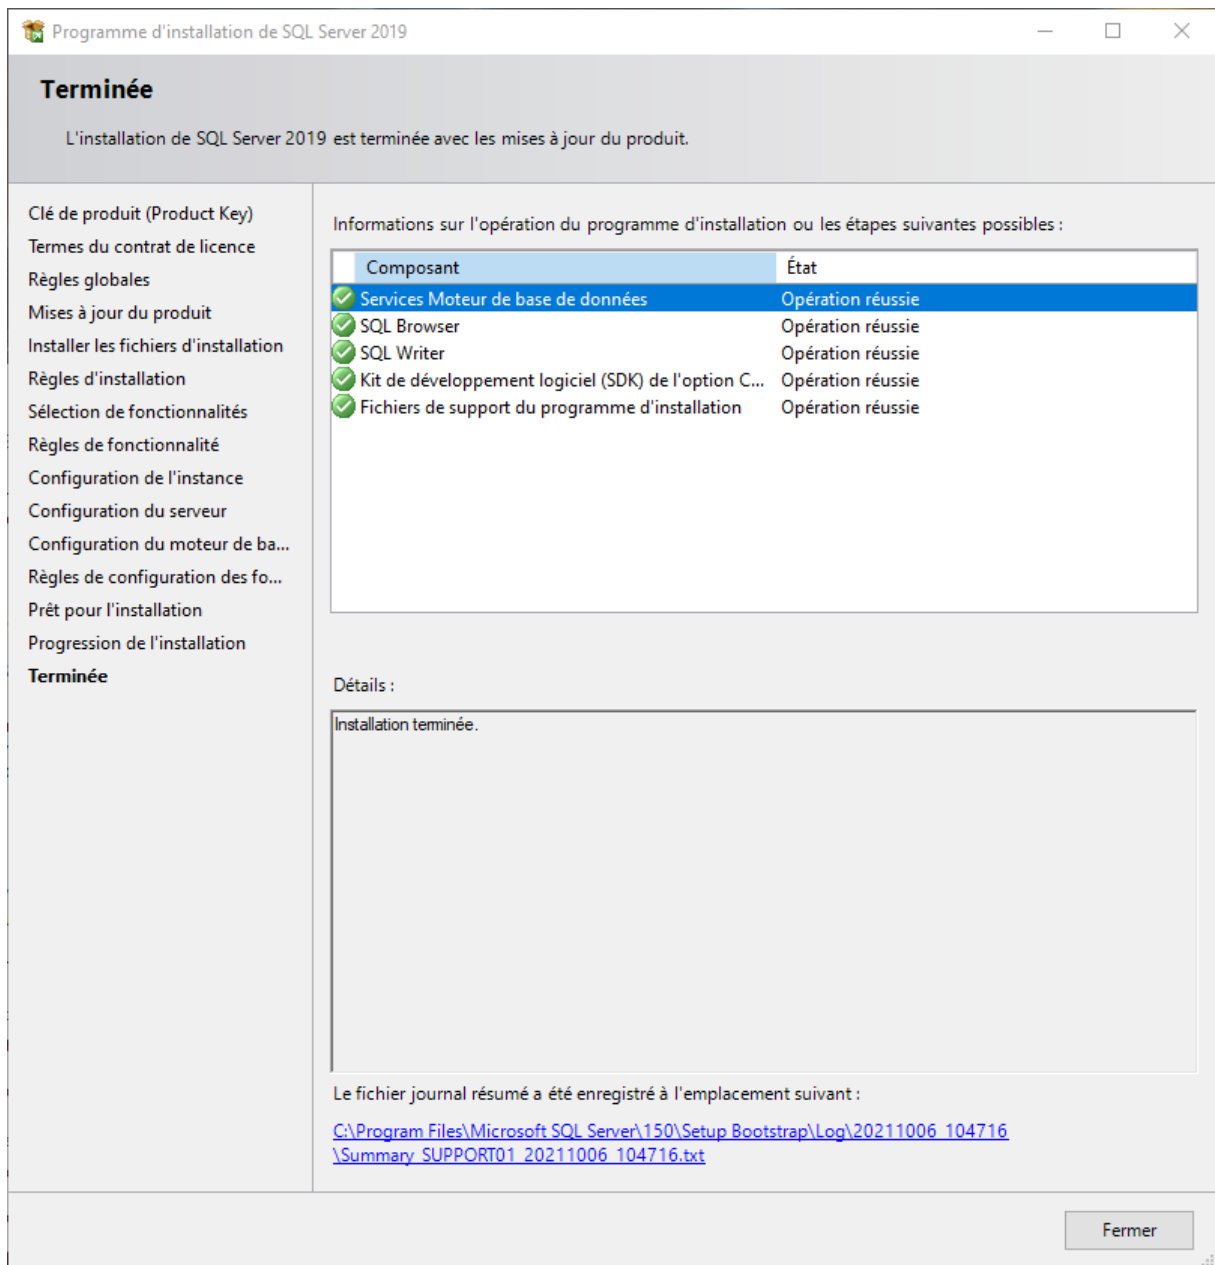 Programme d'installation de SQL Server 2019
Terminée
L'installation de SQL Server 2019 est terminée avec les mises à jour du produit.
Clé de produit (Product Key)
Termes du contrat de licence
Règles globales
Mises à jour du produit
Installer les fichiers d'installation
Règles d'installation
Sélection de fonctionnalités
Règles de fonctionnalité
Configuration de l'instance
Configuration du serveur
Configuration du moteur de ba...
Règles de configuration des fo...
Prêt pour l'installation
Progression de l'installation
Terminée
Informations sur l'opération du programme d'installation ou les étapes suivantes possibles :
Composant État
Services Moteur de base de données Opération réussie
SQL Browser Opération réussie
SQL Writer Opération réussie
Kit de développement logiciel (SDK) de l'option C... Opération réussie
Fichiers de support du programme d'installation Opération réussie
Détails :
Installation terminée.
Le fichier journal résumé a été enregistré à l'emplacement suivant :
C:\Program Files\Microsoft SQL Server\150\Setup Bootstrap\Log\20211006_104716
\Summary_SUPPORT01_20211006_104716.txt
Fermer